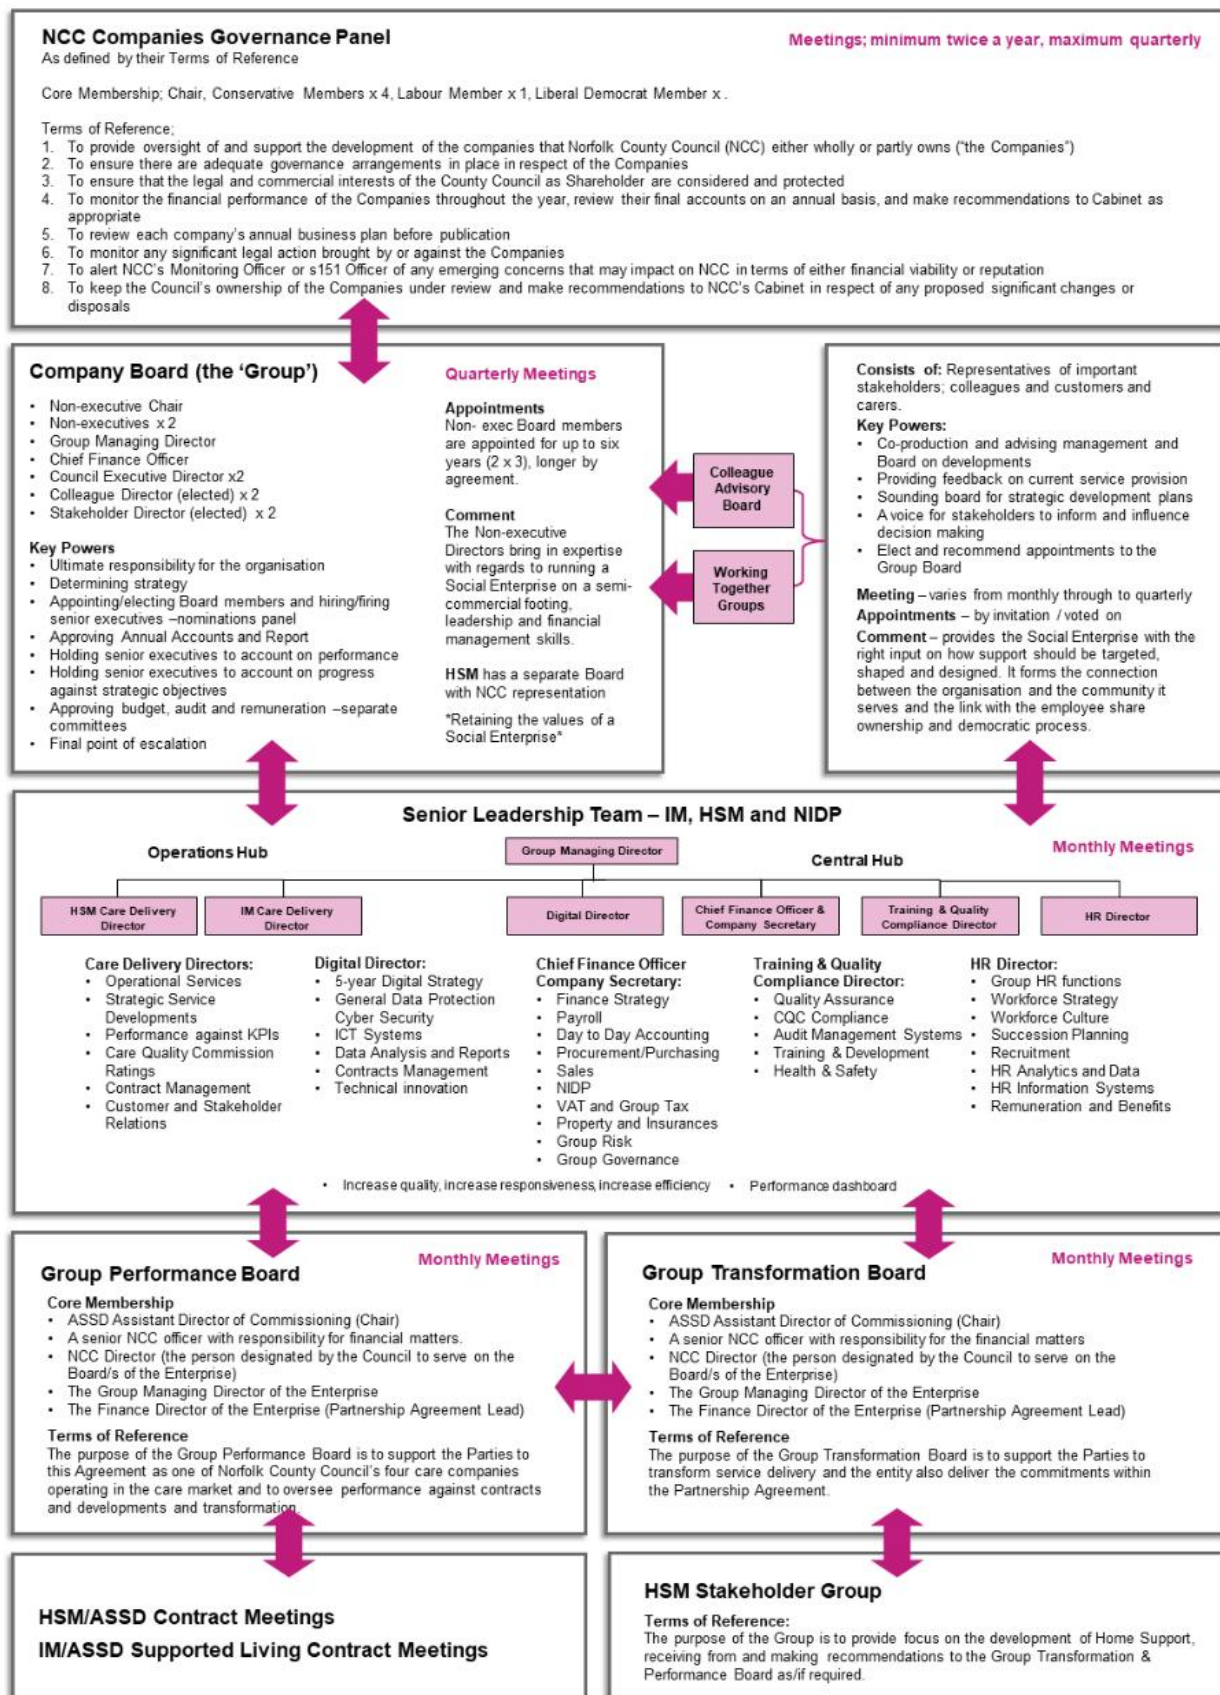 NCC Companies Governance Panel
Meetings; minimum twice a year, maximum quarterly
As defined by their Terms of Reference
Core Membership; Chair, Conservative Members x 4, Labour Member x 1, Liberal Democrat Member x .
Terms of Reference;
1. To provide oversight of and support the development of the companies that Norfolk County Council (NCC) either wholly or partly owns ("the Companies")
2. To ensure there are adequate governance arrangements in place in respect of the Companies
3. To ensure that the legal and commercial interests of the County Council as Shareholder are considered and protected
4. To monitor the financial performance of the Companies throughout the year, review their final accounts on an annual basis, and make recommendations to Cabinet as
appropriate
5. To review each company's annual business plan before publication
6. To monitor any significant legal action brought by or against the Companies
7. To alert NCC's Monitoring Officer or s151 Officer of any emerging concerns that may impact on NCC in terms of either financial viability or reputation
8. To keep the Council's ownership of the Companies under review and make recommendations to NCC's Cabinet in respect of any proposed significant changes or
disposals
Company Board (the 'Group')
• Non-executive Chair
• Non-executives x 2
• Group Managing Director
• Chief Finance Officer
• Council Executive Director x2
• Colleague Director (elected) x 2
• Stakeholder Director (elected) x 2
Key Powers
• Ultimate responsibility for the organisation
• Determining strategy
• Appointing/electing Board members and hiring/firing
senior executives –nominations panel
• Approving Annual Accounts and Report
• Holding senior executives to account on performance
• Holding senior executives to account on progress
against strategic objectives
• Approving budget, audit and remuneration –separate
committees
• Final point of escalation
Quarterly Meetings
Appointments
Non- exec Board members
are appointed for up to six
years (2 x 3), longer by
agreement.
Comment
The Non-executive
Directors bring in expertise
with regards to running a
Social Enterprise on a semi-
commercial footing,
leadership and financial
management skills.
HSM has a separate Board
with NCC representation
*Retaining the values of a
Social Enterprise*
Colleague
Advisory
Board
Working
Together
Groups
Consists of: Representatives of important
stakeholders; colleagues and customers and
carers.
Key Powers:
• Co-production and advising management and
Board on developments
• Providing feedback on current service provision
• Sounding board for strategic development plans
• A voice for stakeholders to inform and influence
decision making
• Elect and recommend appointments to the
Group Board
Meeting – varies from monthly through to quarterly
Appointments – by invitation / voted on
Comment – provides the Social Enterprise with the
right input on how support should be targeted,
shaped and designed. It forms the connection
between the organisation and the community it
serves and the link with the employee share
ownership and democratic process.
Senior Leadership Team – IM, HSM and NIDP
Monthly Meetings
Operations Hub
Group Managing Director
Central Hub
HSM Care Delivery
Director
IM Care Delivery
Director
Digital Director
Chief Finance Officer &
Company Secretary
Training & Quality
Compliance Director
HR Director
Care Delivery Directors:
• Operational Services
• Strategic Service
Developments
• Performance against KPIs
• Care Quality Commission
Ratings
• Contract Management
• Customer and Stakeholder
Relations
Digital Director:
• 5-year Digital Strategy
• General Data Protection
Cyber Security
• ICT Systems
• Data Analysis and Reports
• Contracts Management
• Technical innovation
Chief Finance Officer
Company Secretary:
• Finance Strategy
• Payroll
• Day to Day Accounting
• Procurement/Purchasing
• Sales
• NIDP
• VAT and Group Tax
• Property and Insurances
• Group Risk
• Group Governance
Training & Quality
Compliance Director:
• Quality Assurance
• CQC Compliance
• Audit Management Systems
• Training & Development
• Health & Safety
HR Director:
• Group HR functions
• Workforce Strategy
• Workforce Culture
• Succession Planning
• Recruitment
• HR Analytics and Data
• HR Information Systems
• Remuneration and Benefits
• Increase quality, increase responsiveness, increase efficiency • Performance dashboard
Group Performance Board
Monthly Meetings
Core Membership
• ASSD Assistant Director of Commissioning (Chair)
• A senior NCC officer with responsibility for financial matters.
• NCC Director (the person designated by the Council to serve on the
Board/s of the Enterprise)
• The Group Managing Director of the Enterprise
• The Finance Director of the Enterprise (Partnership Agreement Lead)
Terms of Reference
The purpose of the Group Performance Board is to support the Parties to
this Agreement as one of Norfolk County Council's four care companies
operating in the care market and to oversee performance against contracts
and developments and transformation.
Group Transformation Board
Monthly Meetings
Core Membership
• ASSD Assistant Director of Commissioning (Chair)
• A senior NCC officer with responsibility for the financial matters
• NCC Director (the person designated by the Council to serve on the
Board/s of the Enterprise)
• The Group Managing Director of the Enterprise
• The Finance Director of the Enterprise (Partnership Agreement Lead)
Terms of Reference
The purpose of the Group Transformation Board is to support the Parties to
transform service delivery and the entity also deliver the commitments within
the Partnership Agreement.
HSM/ASSD Contract Meetings
IM/ASSD Supported Living Contract Meetings
HSM Stakeholder Group
Terms of Reference:
The purpose of the Group is to provide focus on the development of Home Support,
receiving from and making recommendations to the Group Transformation &
Performance Board as/if required.